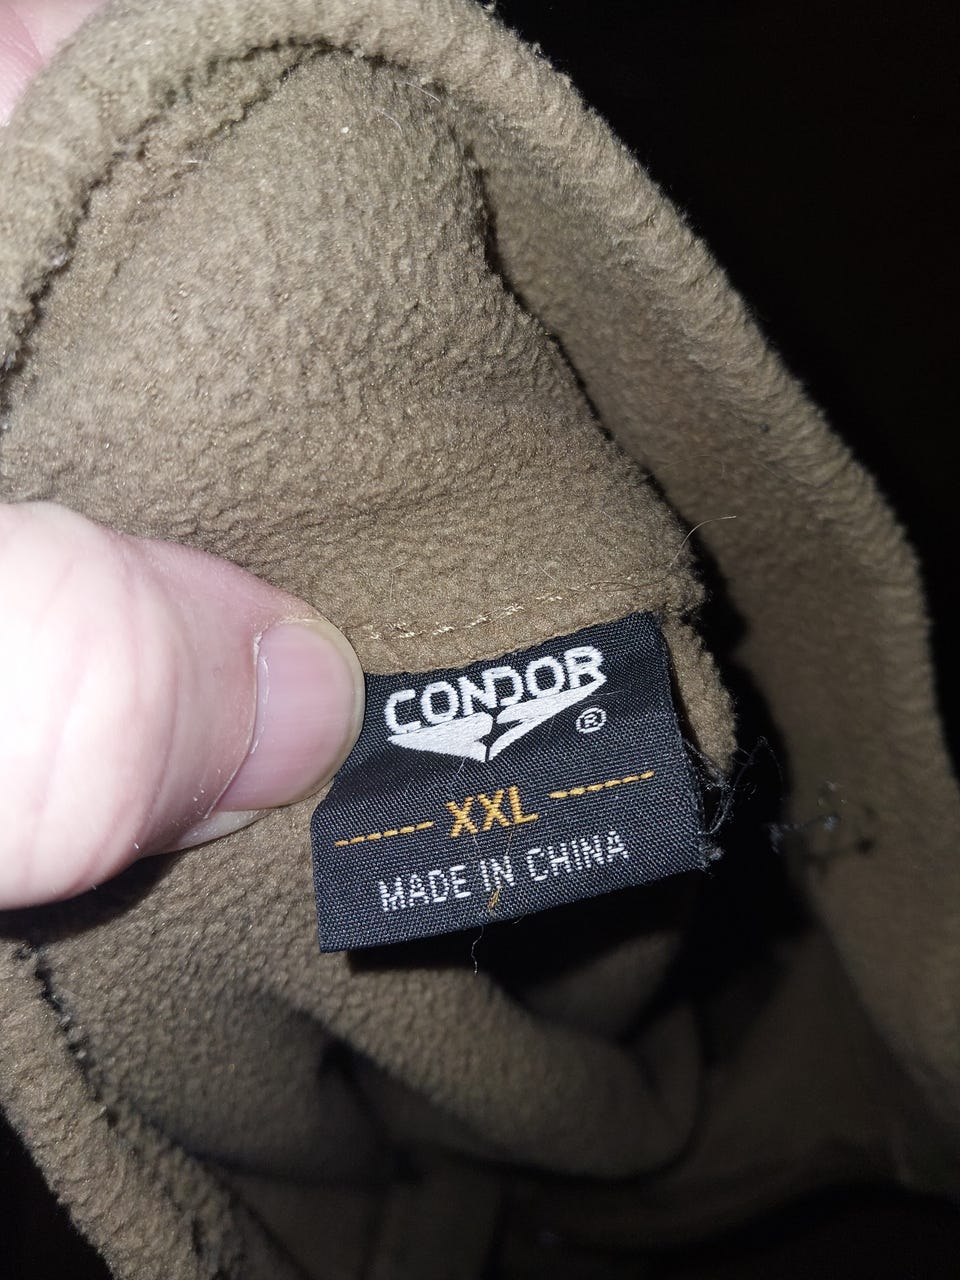 CONDOR
®
----- XXL -----
MADE IN CHINA